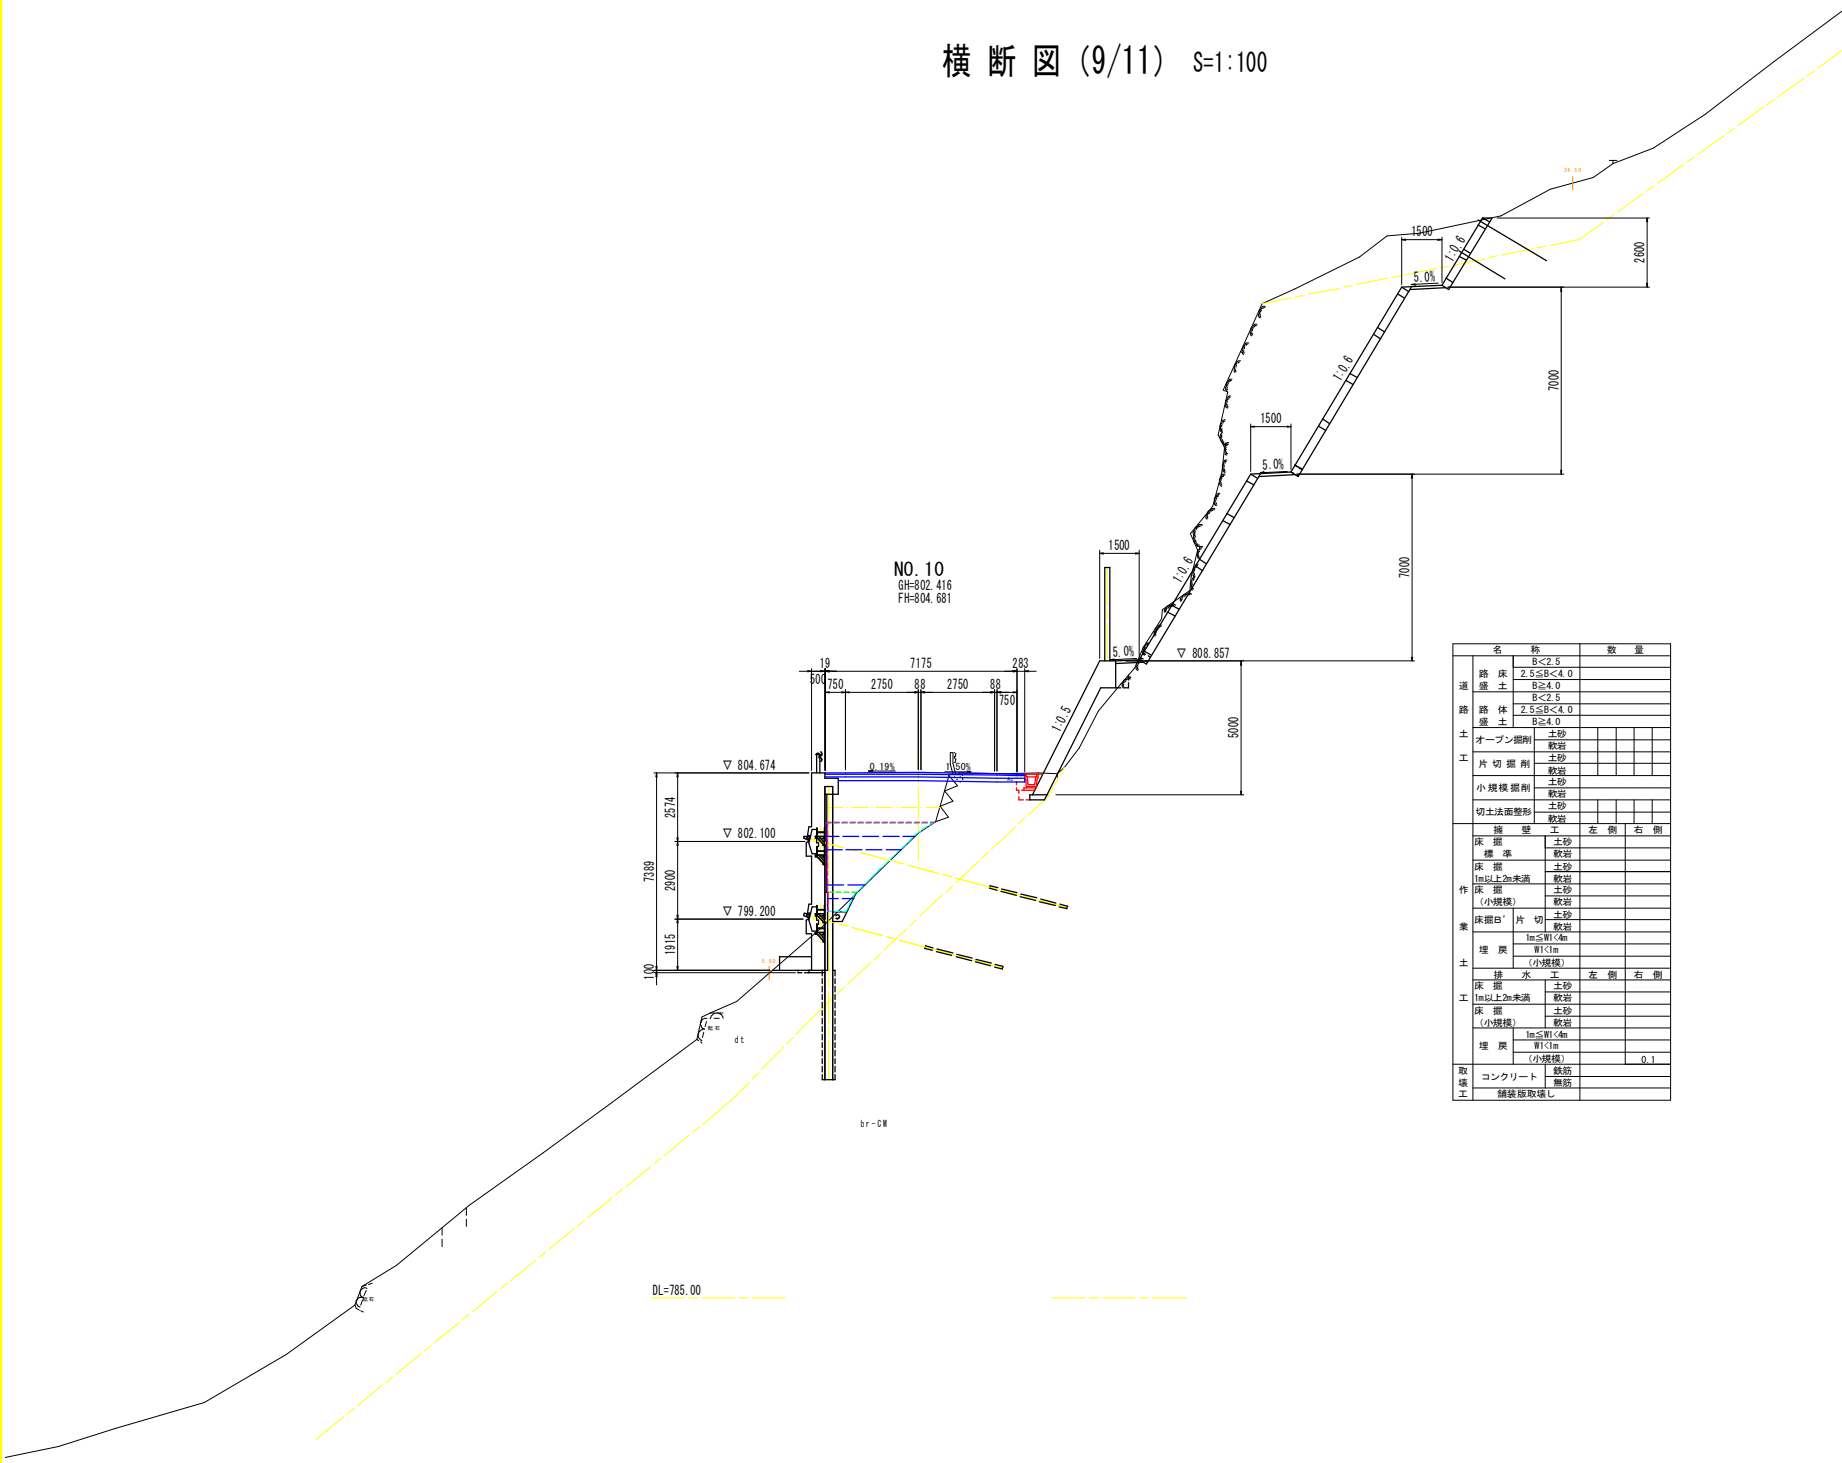 横 断 図 (9/11) S=1:100
24.50
1500
1:0.6
2600
5.0%
1:0.6
7000
1500
5.0%
1:0.6
7000
1500
5.0%
▽ 808.857
1:0.5
5000
NO.10
GH=802.416
FH=804.681
19
7175
283
500
750
2750
88
2750
88
750
▽ 804.674
0.19%
1.50%
2574
▽ 802.100
7389
2900
▽ 799.200
1915
100
転石
dt
br-CM
転石
DL=785.00
名 称 数 量
道 路 土 工
路 床 盛 土
B<2.5
2.5≦B<4.0
B≧4.0
路 体 盛 土
B<2.5
2.5≦B<4.0
B≧4.0
オープン掘削 土砂
軟岩
片 切 掘 削 土砂
軟岩
小 規 模 掘 削 土砂
軟岩
切土法面整形 土砂
軟岩
作 業 土 工
擁 壁 工 左 側 右 側
床 掘 土砂
標 準 軟岩
床 掘 土砂
1m以上2m未満 軟岩
床 掘 土砂
(小規模) 軟岩
床掘B' 片 切 土砂
軟岩
埋 戻 1m≦W1<4m
W1<1m
(小規模)
排 水 工 左 側 右 側
床 掘 土砂
1m以上2m未満 軟岩
床 掘 土砂
(小規模) 軟岩
埋 戻 1m≦W1<4m
W1<1m
(小規模) 0.1
取 壊 工
コンクリート 鉄筋
無筋
舗装版取壊し